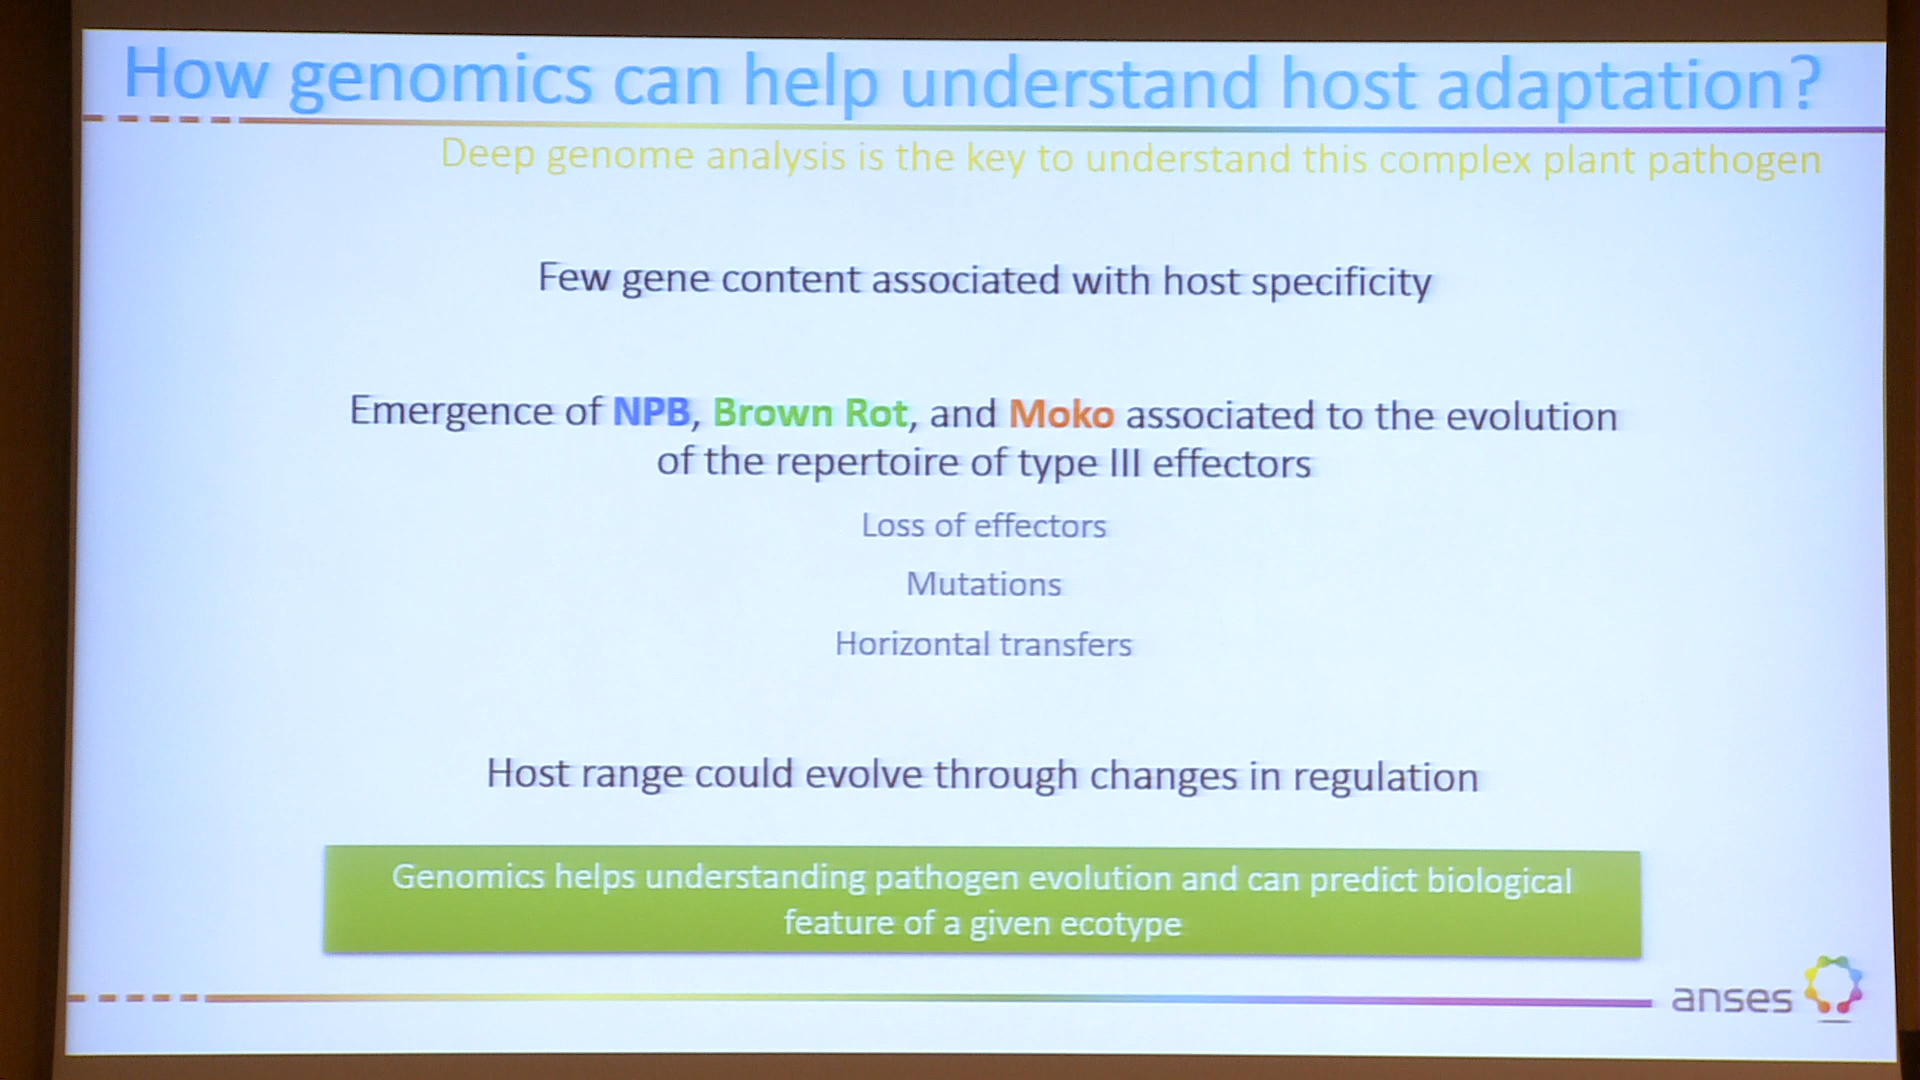 How genomics can help understand host adaptation?
Deep genome analysis is the key to understand this complex plant pathogen
Few gene content associated with host specificity
Emergence of NPB, Brown Rot, and Moko associated to the evolution
of the repertoire of type III effectors
Loss of effectors
Mutations
Horizontal transfers
Host range could evolve through changes in regulation
Genomics helps understanding pathogen evolution and can predict biological
feature of a given ecotype
anses